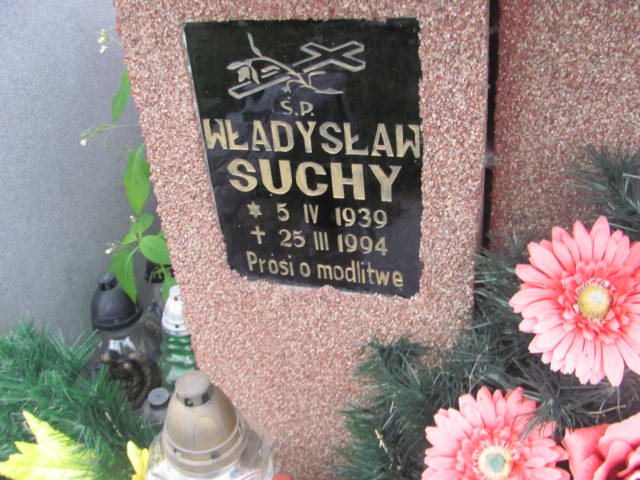 Ś.P.
WŁADYSŁAW
SUCHY
* 5 IV 1939
✝ 25 III 1994
Prosi o modlitwę